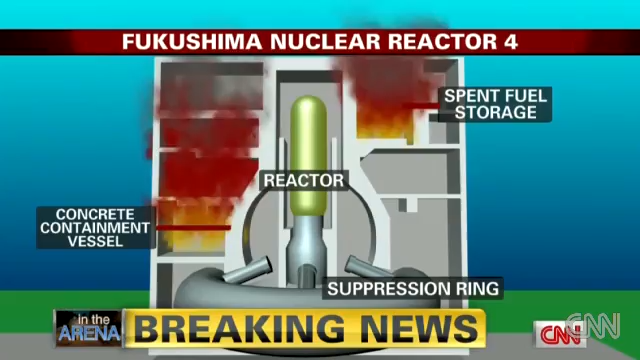 FUKUSHIMA NUCLEAR REACTOR 4
SPENT FUEL
STORAGE
REACTOR
CONCRETE
CONTAINMENT
VESSEL
SUPPRESSION RING
in the
ARENA
BREAKING NEWS
CNN
CNN